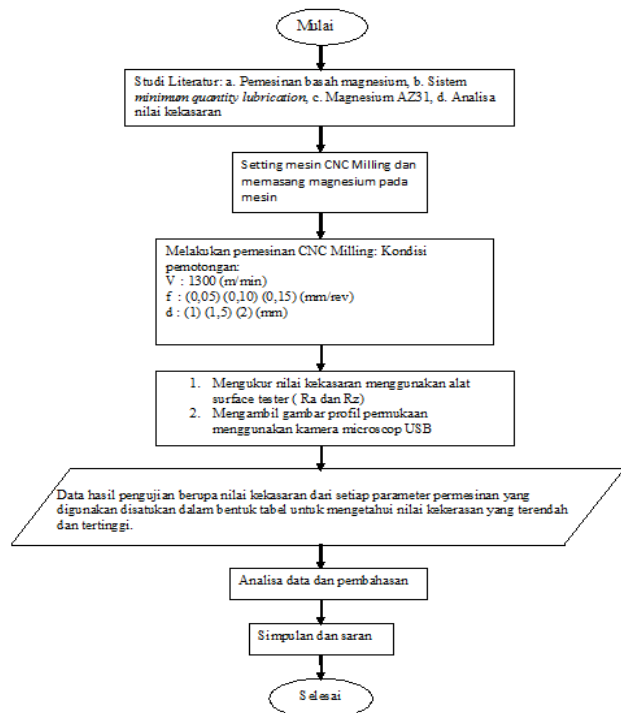 Mulai
Studi Literatur: a. Pemesinan basah magnesium, b. Sistem
minimum quantity lubrication, c. Magnesium AZ31, d. Analisa
nilai kekasaran
Setting mesin CNC Milling dan
memasang magnesium pada
mesin
Melakukan pemesinan CNC Milling: Kondisi
pemotongan:
V : 1300 (m/min)
f : (0,05) (0,10) (0,15) (mm/rev)
d : (1) (1,5) (2) (mm)
1. Mengukur nilai kekasaran menggunakan alat
surface tester ( Ra dan Rz)
2. Mengambil gambar profil permukaan
menggunakan kamera microscop USB
Data hasil pengujian berupa nilai kekasaran dari setiap parameter permesinan yang
digunakan disatukan dalam bentuk tabel untuk mengetahui nilai kekerasan yang terendah
dan tertinggi.
Analisa data dan pembahasan
Simpulan dan saran
Selesai